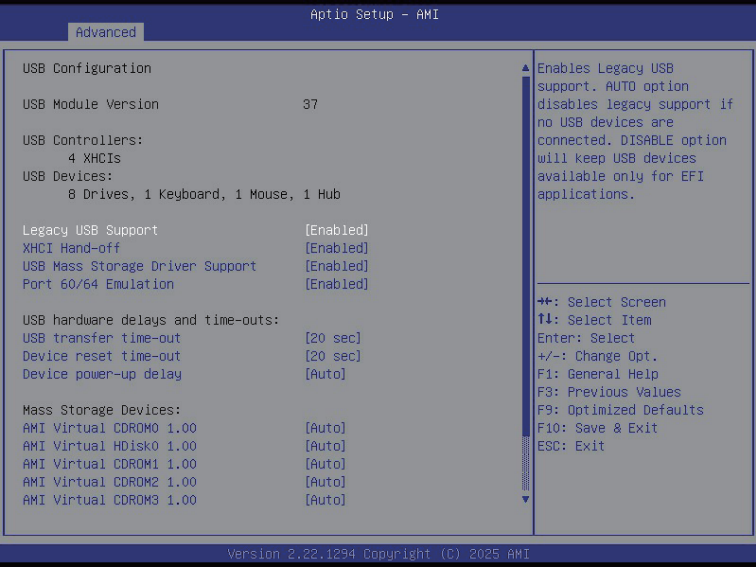 Aptio Setup - AMI
Advanced
USB Configuration
USB Module Version 37
USB Controllers:
4 XHCIs
USB Devices:
8 Drives, 1 Keyboard, 1 Mouse, 1 Hub
Legacy USB Support [Enabled]
XHCI Hand-off [Enabled]
USB Mass Storage Driver Support [Enabled]
Port 60/64 Emulation [Enabled]
USB hardware delays and time-outs:
USB transfer time-out [20 sec]
Device reset time-out [20 sec]
Device power-up delay [Auto]
Mass Storage Devices:
AMI Virtual CDROM0 1.00 [Auto]
AMI Virtual HDisk0 1.00 [Auto]
AMI Virtual CDROM1 1.00 [Auto]
AMI Virtual CDROM2 1.00 [Auto]
AMI Virtual CDROM3 1.00 [Auto]
Enables Legacy USB
support. AUTO option
disables legacy support if
no USB devices are
connected. DISABLE option
will keep USB devices
available only for EFI
applications.
→←: Select Screen
↑↓: Select Item
Enter: Select
+/-: Change Opt.
F1: General Help
F3: Previous Values
F9: Optimized Defaults
F10: Save & Exit
ESC: Exit
Version 2.22.1294 Copyright (C) 2025 AMI